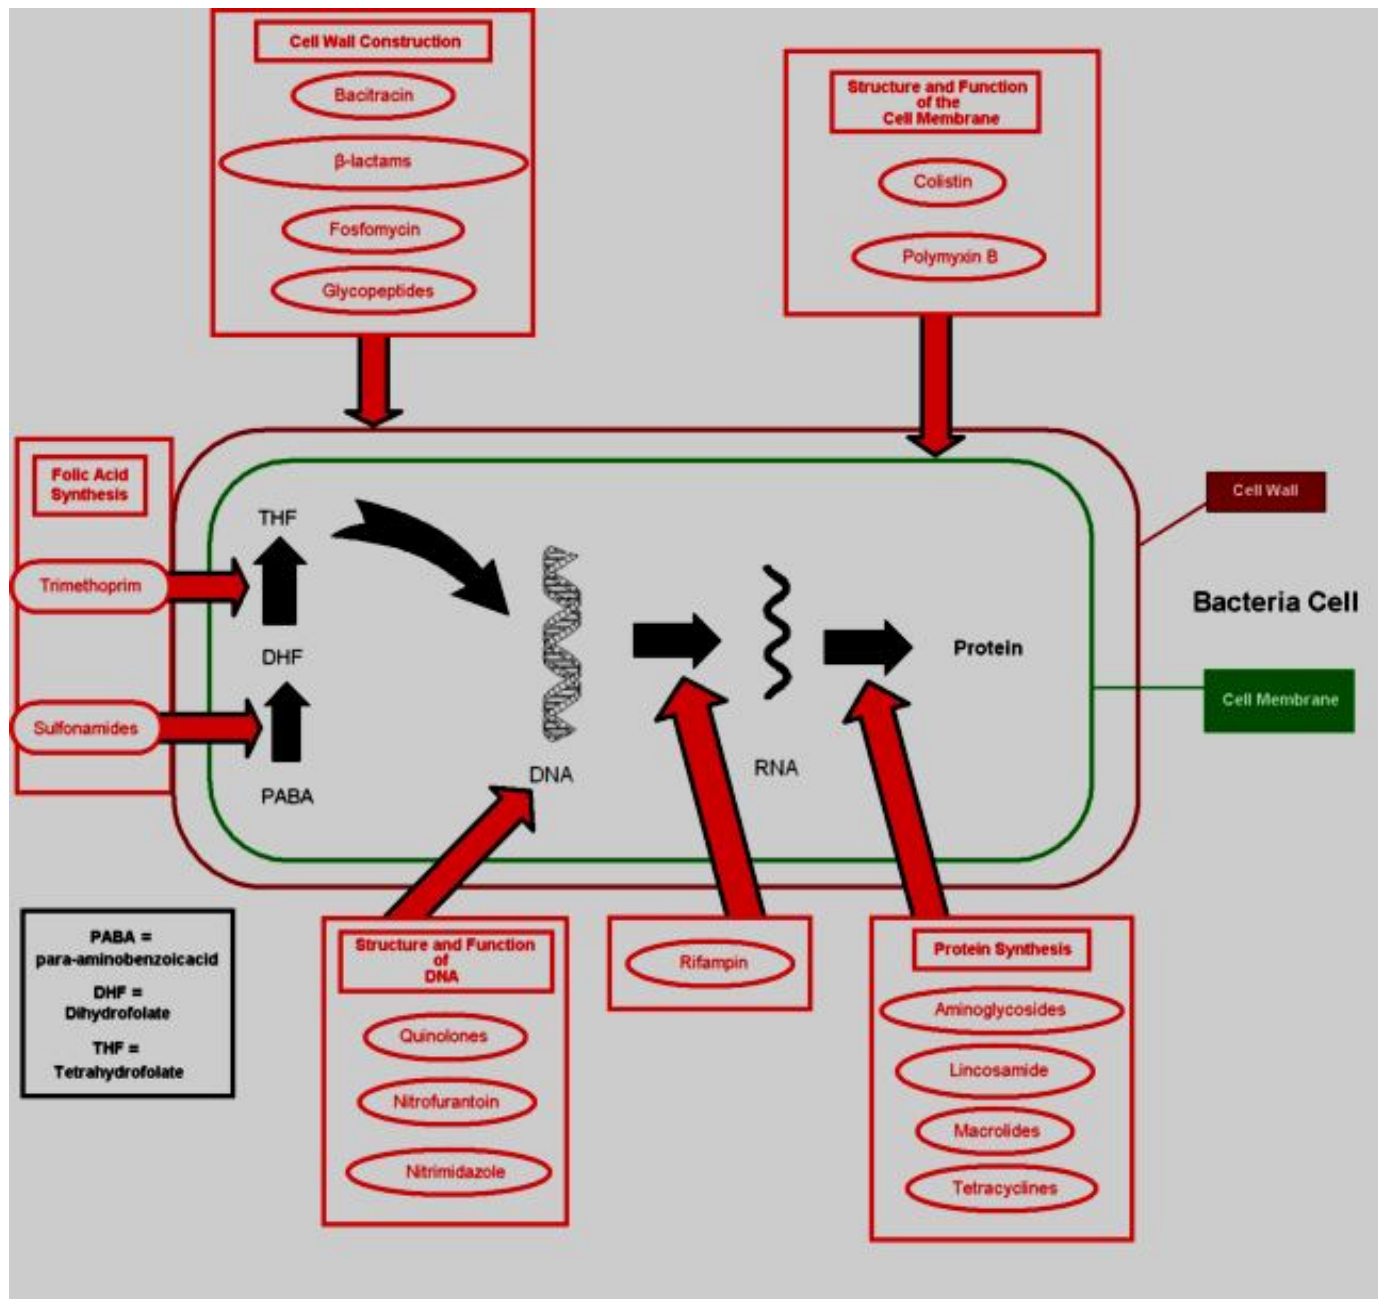 Cell Wall Construction
Bacitracin
β-lactams
Fosfomycin
Glycopeptides
Structure and Function
of the
Cell Membrane
Colistin
Polymyxin B
Folic Acid
Synthesis
Trimethoprim
Sulfonamides
THF
DHF
PABA
DNA
RNA
Protein
Cell Wall
Bacteria Cell
Cell Membrane
PABA =
para-aminobenzoicacid
DHF =
Dihydrofolate
THF =
Tetrahydrofolate
Structure and Function
of
DNA
Quinolones
Nitrofurantoin
Nitrimidazole
Rifampin
Protein Synthesis
Aminoglycosides
Lincosamide
Macrolides
Tetracyclines